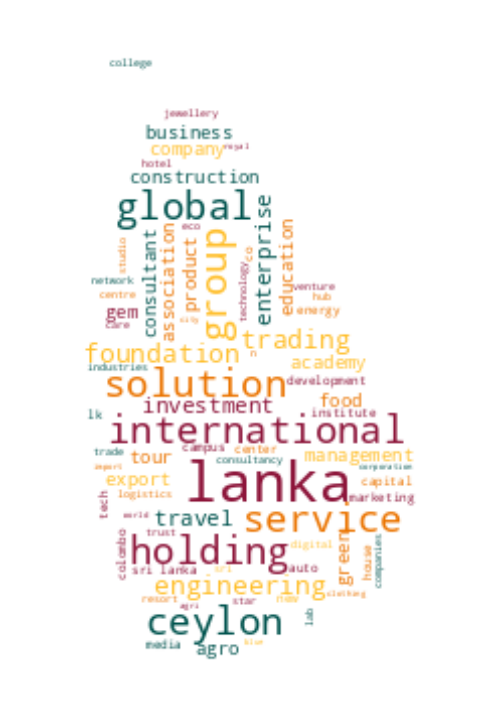 college
jewellery
business
company
royal
hotel
construction
global
eco
consultant
association
product
group
co
enterprise
education
studio
technology
network
venture
centre
hub
gem
care
city
energy
trading
foundation
n
academy
industries
solution
development
investment
food
lk
institute
international
campus
center
management
trade
tour
consultancy
corporation
import
lanka
export
capital
logistics
marketing
tech
world
travel
service
colombo
trust
holding
digital
green
house
companies
sri lanka
sri
auto
engineering
resort
agri
star
new
clothing
ceylon
lab
media
agro
blue